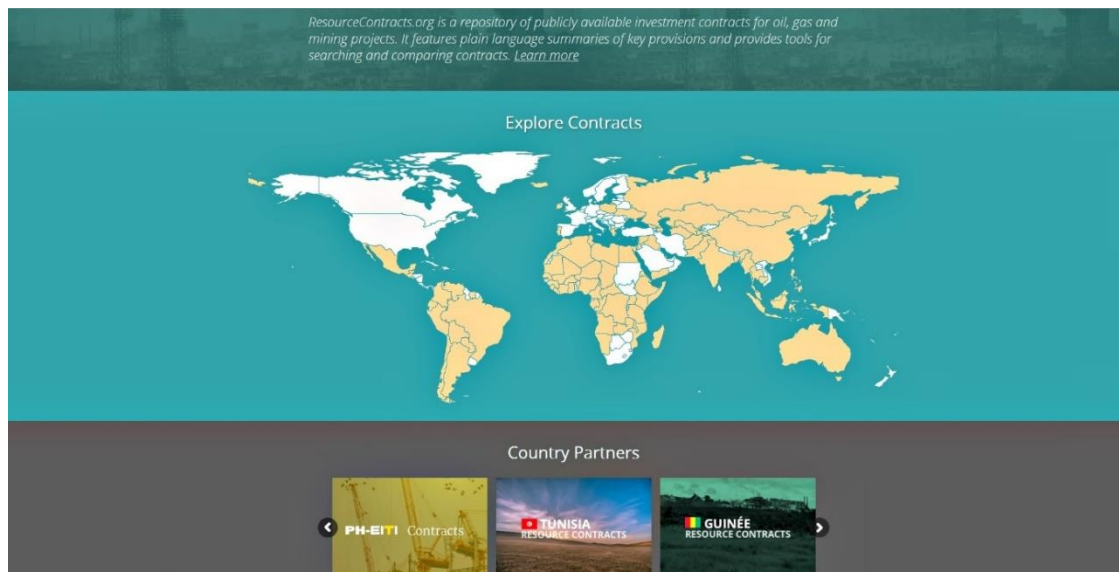 ResourceContracts.org is a repository of publicly available investment contracts for oil, gas and
mining projects. It features plain language summaries of key provisions and provides tools for
searching and comparing contracts. Learn more
Explore Contracts
Country Partners
PH-EITI Contracts
TUNISIA
RESOURCE CONTRACTS
GUINÉE
RESOURCE CONTRACTS